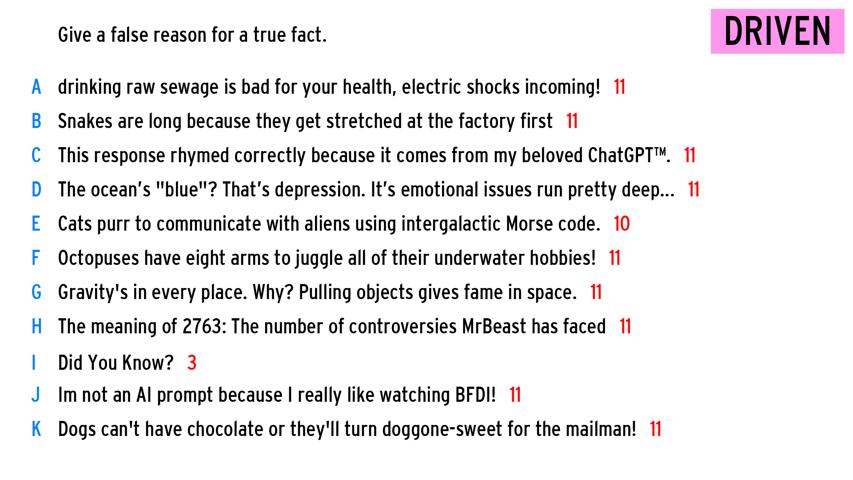 Give a false reason for a true fact.
DRIVEN
A drinking raw sewage is bad for your health, electric shocks incoming! 11
B Snakes are long because they get stretched at the factory first 11
C This response rhymed correctly because it comes from my beloved ChatGPT™. 11
D The ocean's "blue"? That's depression. It's emotional issues run pretty deep... 11
E Cats purr to communicate with aliens using intergalactic Morse code. 10
F Octopuses have eight arms to juggle all of their underwater hobbies! 11
G Gravity's in every place. Why? Pulling objects gives fame in space. 11
H The meaning of 2763: The number of controversies MrBeast has faced 11
I Did You Know? 3
J Im not an AI prompt because I really like watching BFDI! 11
K Dogs can't have chocolate or they'll turn doggone-sweet for the mailman! 11